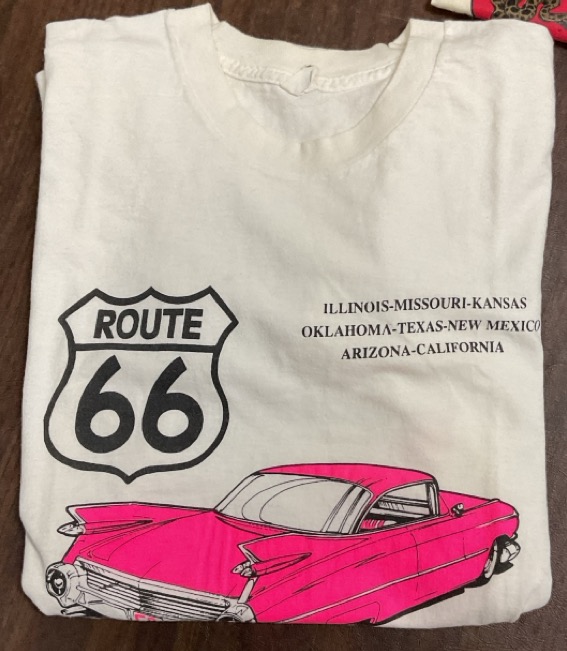 ROUTE
66
ILLINOIS-MISSOURI-KANSAS
OKLAHOMA-TEXAS-NEW MEXICO
ARIZONA-CALIFORNIA